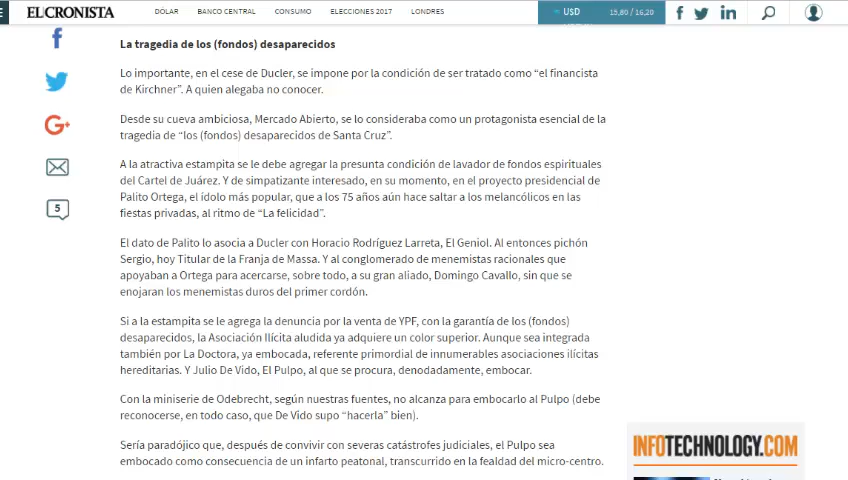 EL CRONISTA
DÓLAR BANCO CENTRAL CONSUMO ELECCIONES 2017 LONDRES
USD 15,80 / 16,20
La tragedia de los (fondos) desaparecidos
Lo importante, en el cese de Ducler, se impone por la condición de ser tratado como “el financista
de Kirchner”. A quien alegaba no conocer.
Desde su cueva ambiciosa, Mercado Abierto, se lo consideraba como un protagonista esencial de la
tragedia de “los (fondos) desaparecidos de Santa Cruz”.
A la atractiva estampita se le debe agregar la presunta condición de lavador de fondos espirituales
del Cartel de Juárez. Y de simpatizante interesado, en su momento, en el proyecto presidencial de
Palito Ortega, el ídolo más popular, que a los 75 años aún hace saltar a los melancólicos en las
fiestas privadas, al ritmo de “La felicidad”.
5
El dato de Palito lo asocia a Ducler con Horacio Rodríguez Larreta, El Geniol. Al entonces pichón
Sergio, hoy Titular de la Franja de Massa. Y al conglomerado de menemistas racionales que
apoyaban a Ortega para acercarse, sobre todo, a su gran aliado, Domingo Cavallo, sin que se
enojaran los menemistas duros del primer cordón.
Si a la estampita se le agrega la denuncia por la venta de YPF, con la garantía de los (fondos)
desaparecidos, la Asociación Ilícita aludida ya adquiere un color superior. Aunque sea integrada
también por La Doctora, ya embocada, referente primordial de innumerables asociaciones ilícitas
hereditarias. Y Julio De Vido, El Pulpo, al que se procura, denodadamente, embocar.
Con la miniserie de Odebrecht, según nuestras fuentes, no alcanza para embocarlo al Pulpo (debe
reconocerse, en todo caso, que De Vido supo “hacerla” bien).
Sería paradójico que, después de convivir con severas catástrofes judiciales, el Pulpo sea
embocado como consecuencia de un infarto peatonal, transcurrido en la fealdad del micro-centro.
INFOTECHNOLOGY.COM